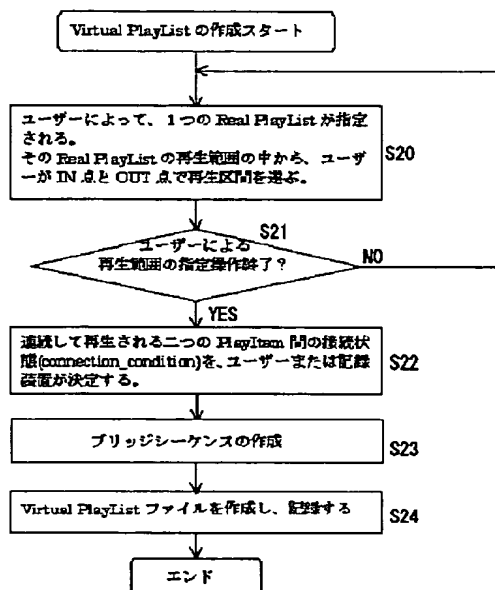 Virtual PlayList の作成スタート
ユーザーによって、１つの Real PlayList が指定
される。
その Real PlayList の再生範囲の中から、ユーザ
ーが IN 点と OUT 点で再生区間を選ぶ。
S20
S21
ユーザーによる
再生範囲の指定操作終了？
NO
YES
連続して再生される二つの PlayItem 間の接続状
態(connection_condition)を、ユーザーまたは記録
装置が決定する。
S22
ブリッジシーケンスの作成
S23
Virtual PlayList ファイルを作成し、記録する
S24
エンド